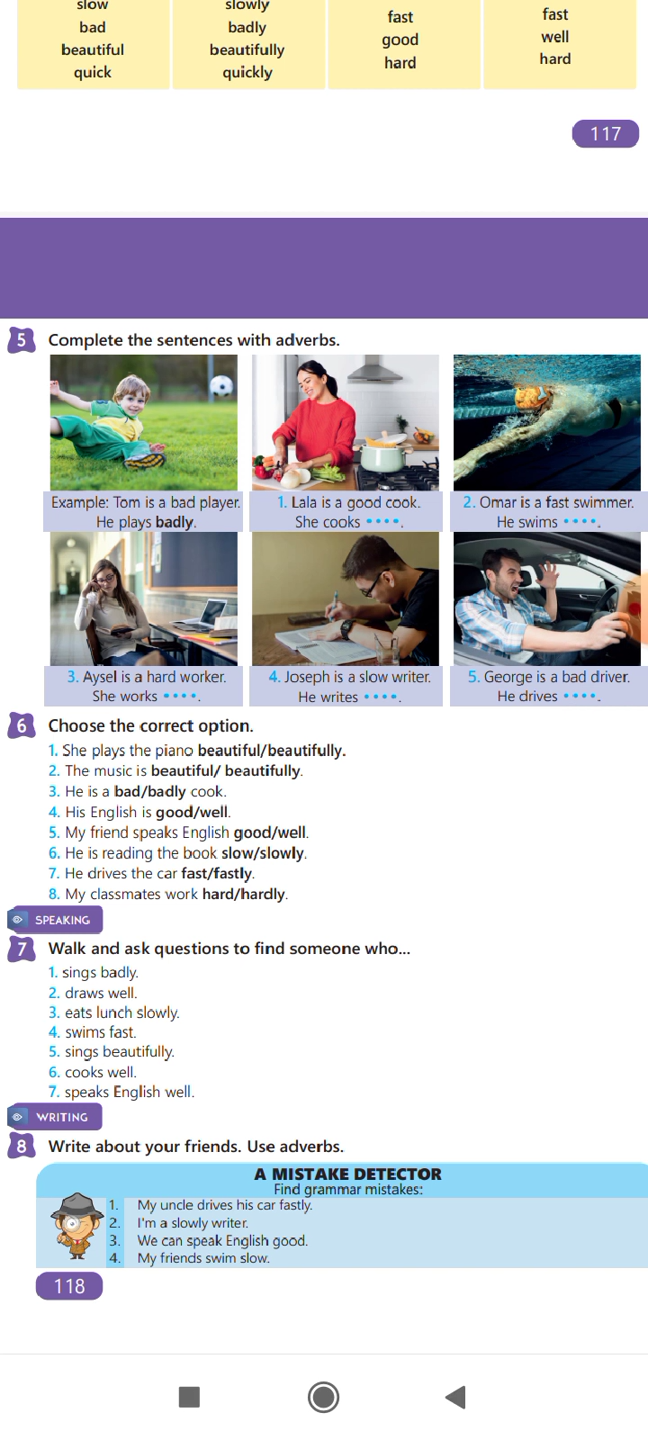 slow slowly
fast fast
bad badly
good well
beautiful beautifully
hard hard
quick quickly
117
5 Complete the sentences with adverbs.
Example: Tom is a bad player.
He plays badly.
1. Lala is a good cook.
She cooks • • • •.
2. Omar is a fast swimmer.
He swims • • • •.
3. Aysel is a hard worker.
She works • • • •.
4. Joseph is a slow writer.
He writes • • • •.
5. George is a bad driver.
He drives • • • •.
6 Choose the correct option.
1. She plays the piano beautiful/beautifully.
2. The music is beautiful/ beautifully.
3. He is a bad/badly cook.
4. His English is good/well.
5. My friend speaks English good/well.
6. He is reading the book slow/slowly.
7. He drives the car fast/fastly.
8. My classmates work hard/hardly.
SPEAKING
7 Walk and ask questions to find someone who...
1. sings badly.
2. draws well.
3. eats lunch slowly.
4. swims fast.
5. sings beautifully.
6. cooks well.
7. speaks English well.
WRITING
8 Write about your friends. Use adverbs.
A MISTAKE DETECTOR
Find grammar mistakes:
1. My uncle drives his car fastly.
2. I'm a slowly writer.
3. We can speak English good.
4. My friends swim slow.
118